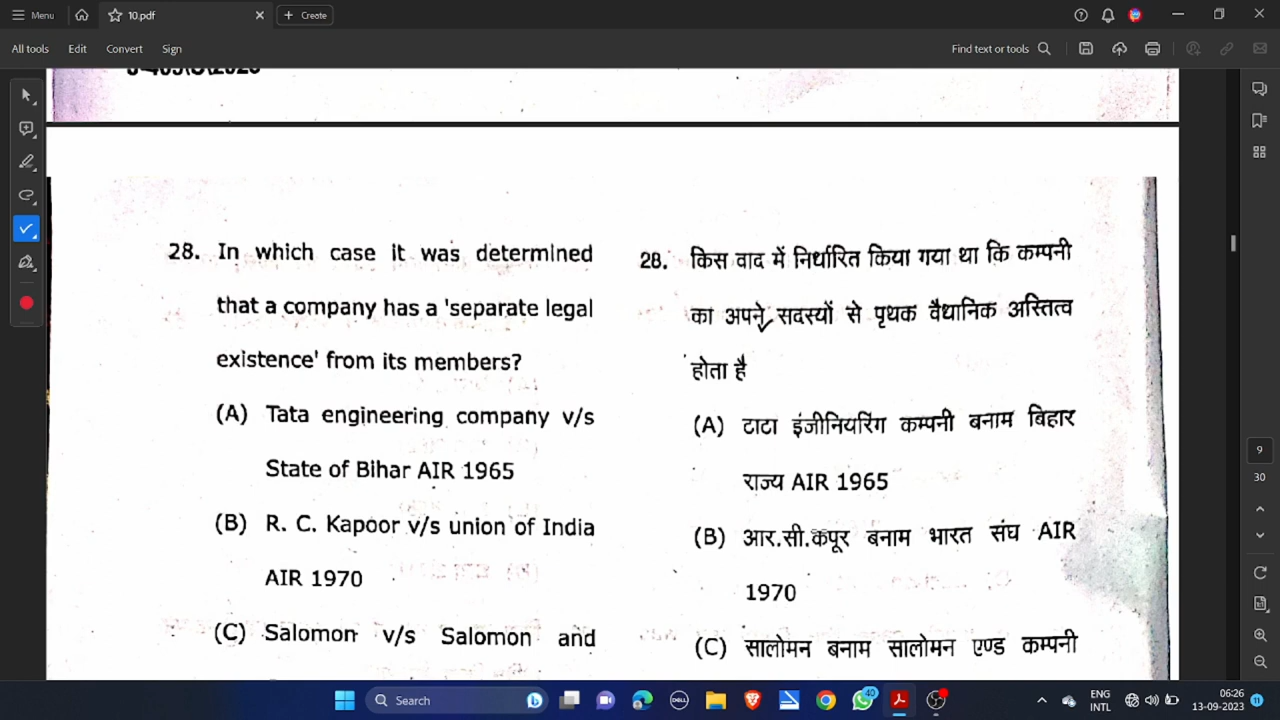 Menu
10.pdf
Create
All tools
Edit
Convert
Sign
Find text or tools
28. In which case it was determined
that a company has a 'separate legal
existence' from its members?
(A) Tata engineering company v/s
State of Bihar AIR 1965
(B) R. C. Kapoor v/s union of India
AIR 1970
(C) Salomon v/s Salomon and
28. किस वाद में निर्धारित किया गया था कि कम्पनी
का अपने सदस्यों से पृथक वैधानिक अस्तित्व
होता है
(A) टाटा इंजीनियरिंग कम्पनी बनाम बिहार
राज्य AIR 1965
(B) आर.सी.कपूर बनाम भारत संघ AIR
1970
(C) सालोमन बनाम सालोमन एण्ड कम्पनी
9
30
Search
DELL
40
ENG
INTL
06:26
13-09-2023